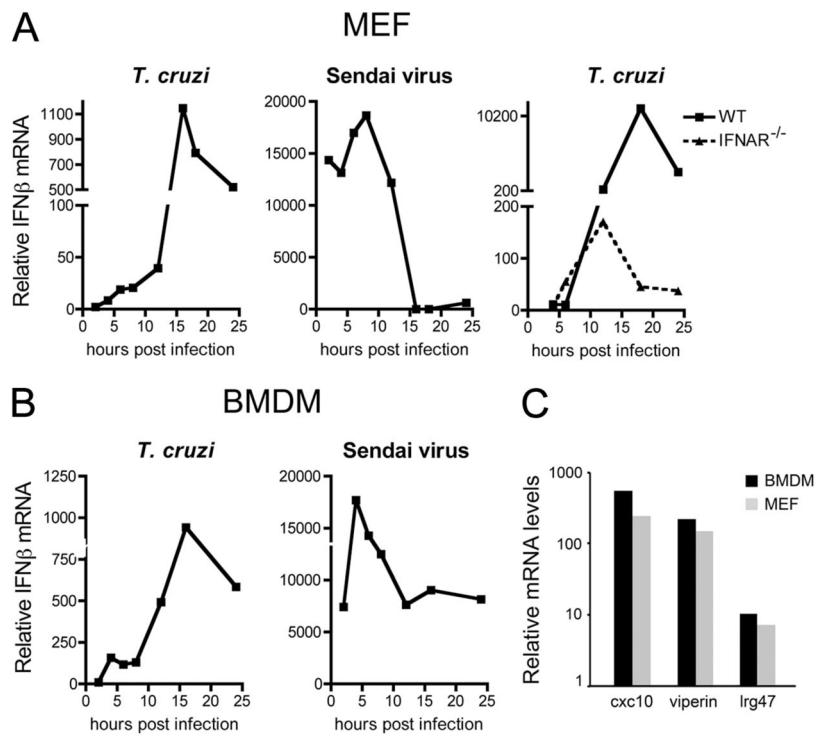 A
MEF
T. cruzi
Sendai virus
T. cruzi
Relative IFNβ mRNA
1100
900
700
500
100
50
0
0 5 10 15 20 25
hours post infection
20000
15000
10000
5000
0
0 5 10 15 20 25
hours post infection
10200
200
200
100
0
0 5 10 15 20 25
hours post infection
WT
IFNAR-/-
B
BMDM
T. cruzi
Sendai virus
Relative IFNβ mRNA
1250
1000
750
500
250
0
0 5 10 15 20 25
hours post infection
20000
15000
10000
5000
0
0 5 10 15 20 25
hours post infection
C
Relative mRNA levels
1000
100
10
1
BMDM
MEF
cxc10 viperin lrg47